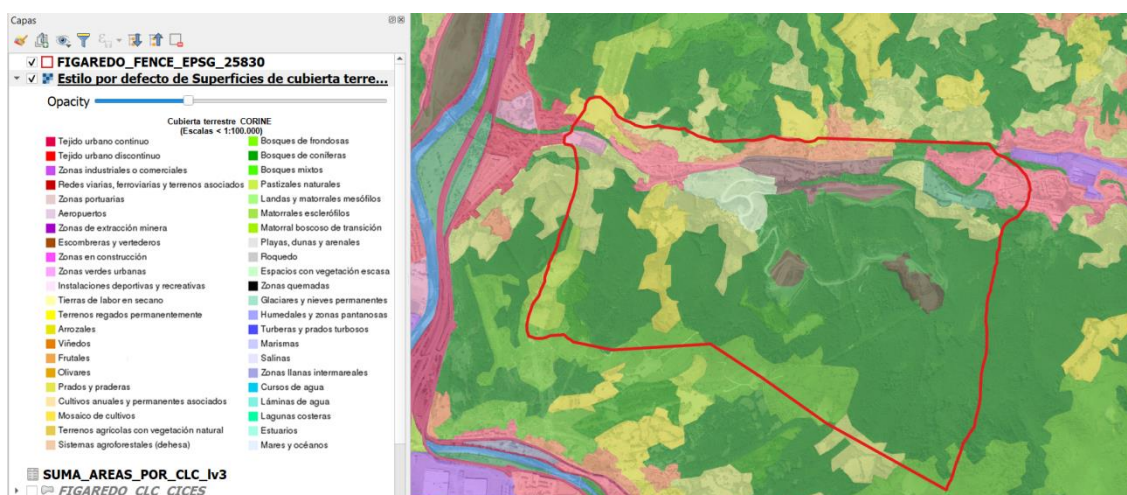 Capas
FIGAREDO_FENCE_EPSG_25830
Estilo por defecto de Superficies de cubierta terre...
Opacity
Cubierta terrestre CORINE
(Escalas < 1:100.000)
Tejido urbano continuo
Tejido urbano discontinuo
Zonas industriales o comerciales
Redes viarias, ferroviarias y terrenos asociados
Zonas portuarias
Aeropuertos
Zonas de extracción minera
Escombreras y vertederos
Zonas en construcción
Zonas verdes urbanas
Instalaciones deportivas y recreativas
Tierras de labor en secano
Terrenos regados permanentemente
Arrozales
Viñedos
Frutales
Olivares
Prados y praderas
Cultivos anuales y permanentes asociados
Mosaico de cultivos
Terrenos agrícolas con vegetación natural
Sistemas agroforestales (dehesa)
Bosques de frondosas
Bosques de coníferas
Bosques mixtos
Pastizales naturales
Landas y matorrales mesófilos
Matorrales esclerófilos
Matorral boscoso de transición
Playas, dunas y arenales
Roquedo
Espacios con vegetación escasa
Zonas quemadas
Glaciares y nieves permanentes
Humedales y zonas pantanosas
Turberas y prados turbosos
Marismas
Salinas
Zonas llanas intermareales
Cursos de agua
Láminas de agua
Lagunas costeras
Estuarios
Mares y océanos
SUMA_AREAS_POR_CLC_lv3
FIGAREDO_CLC_CICES